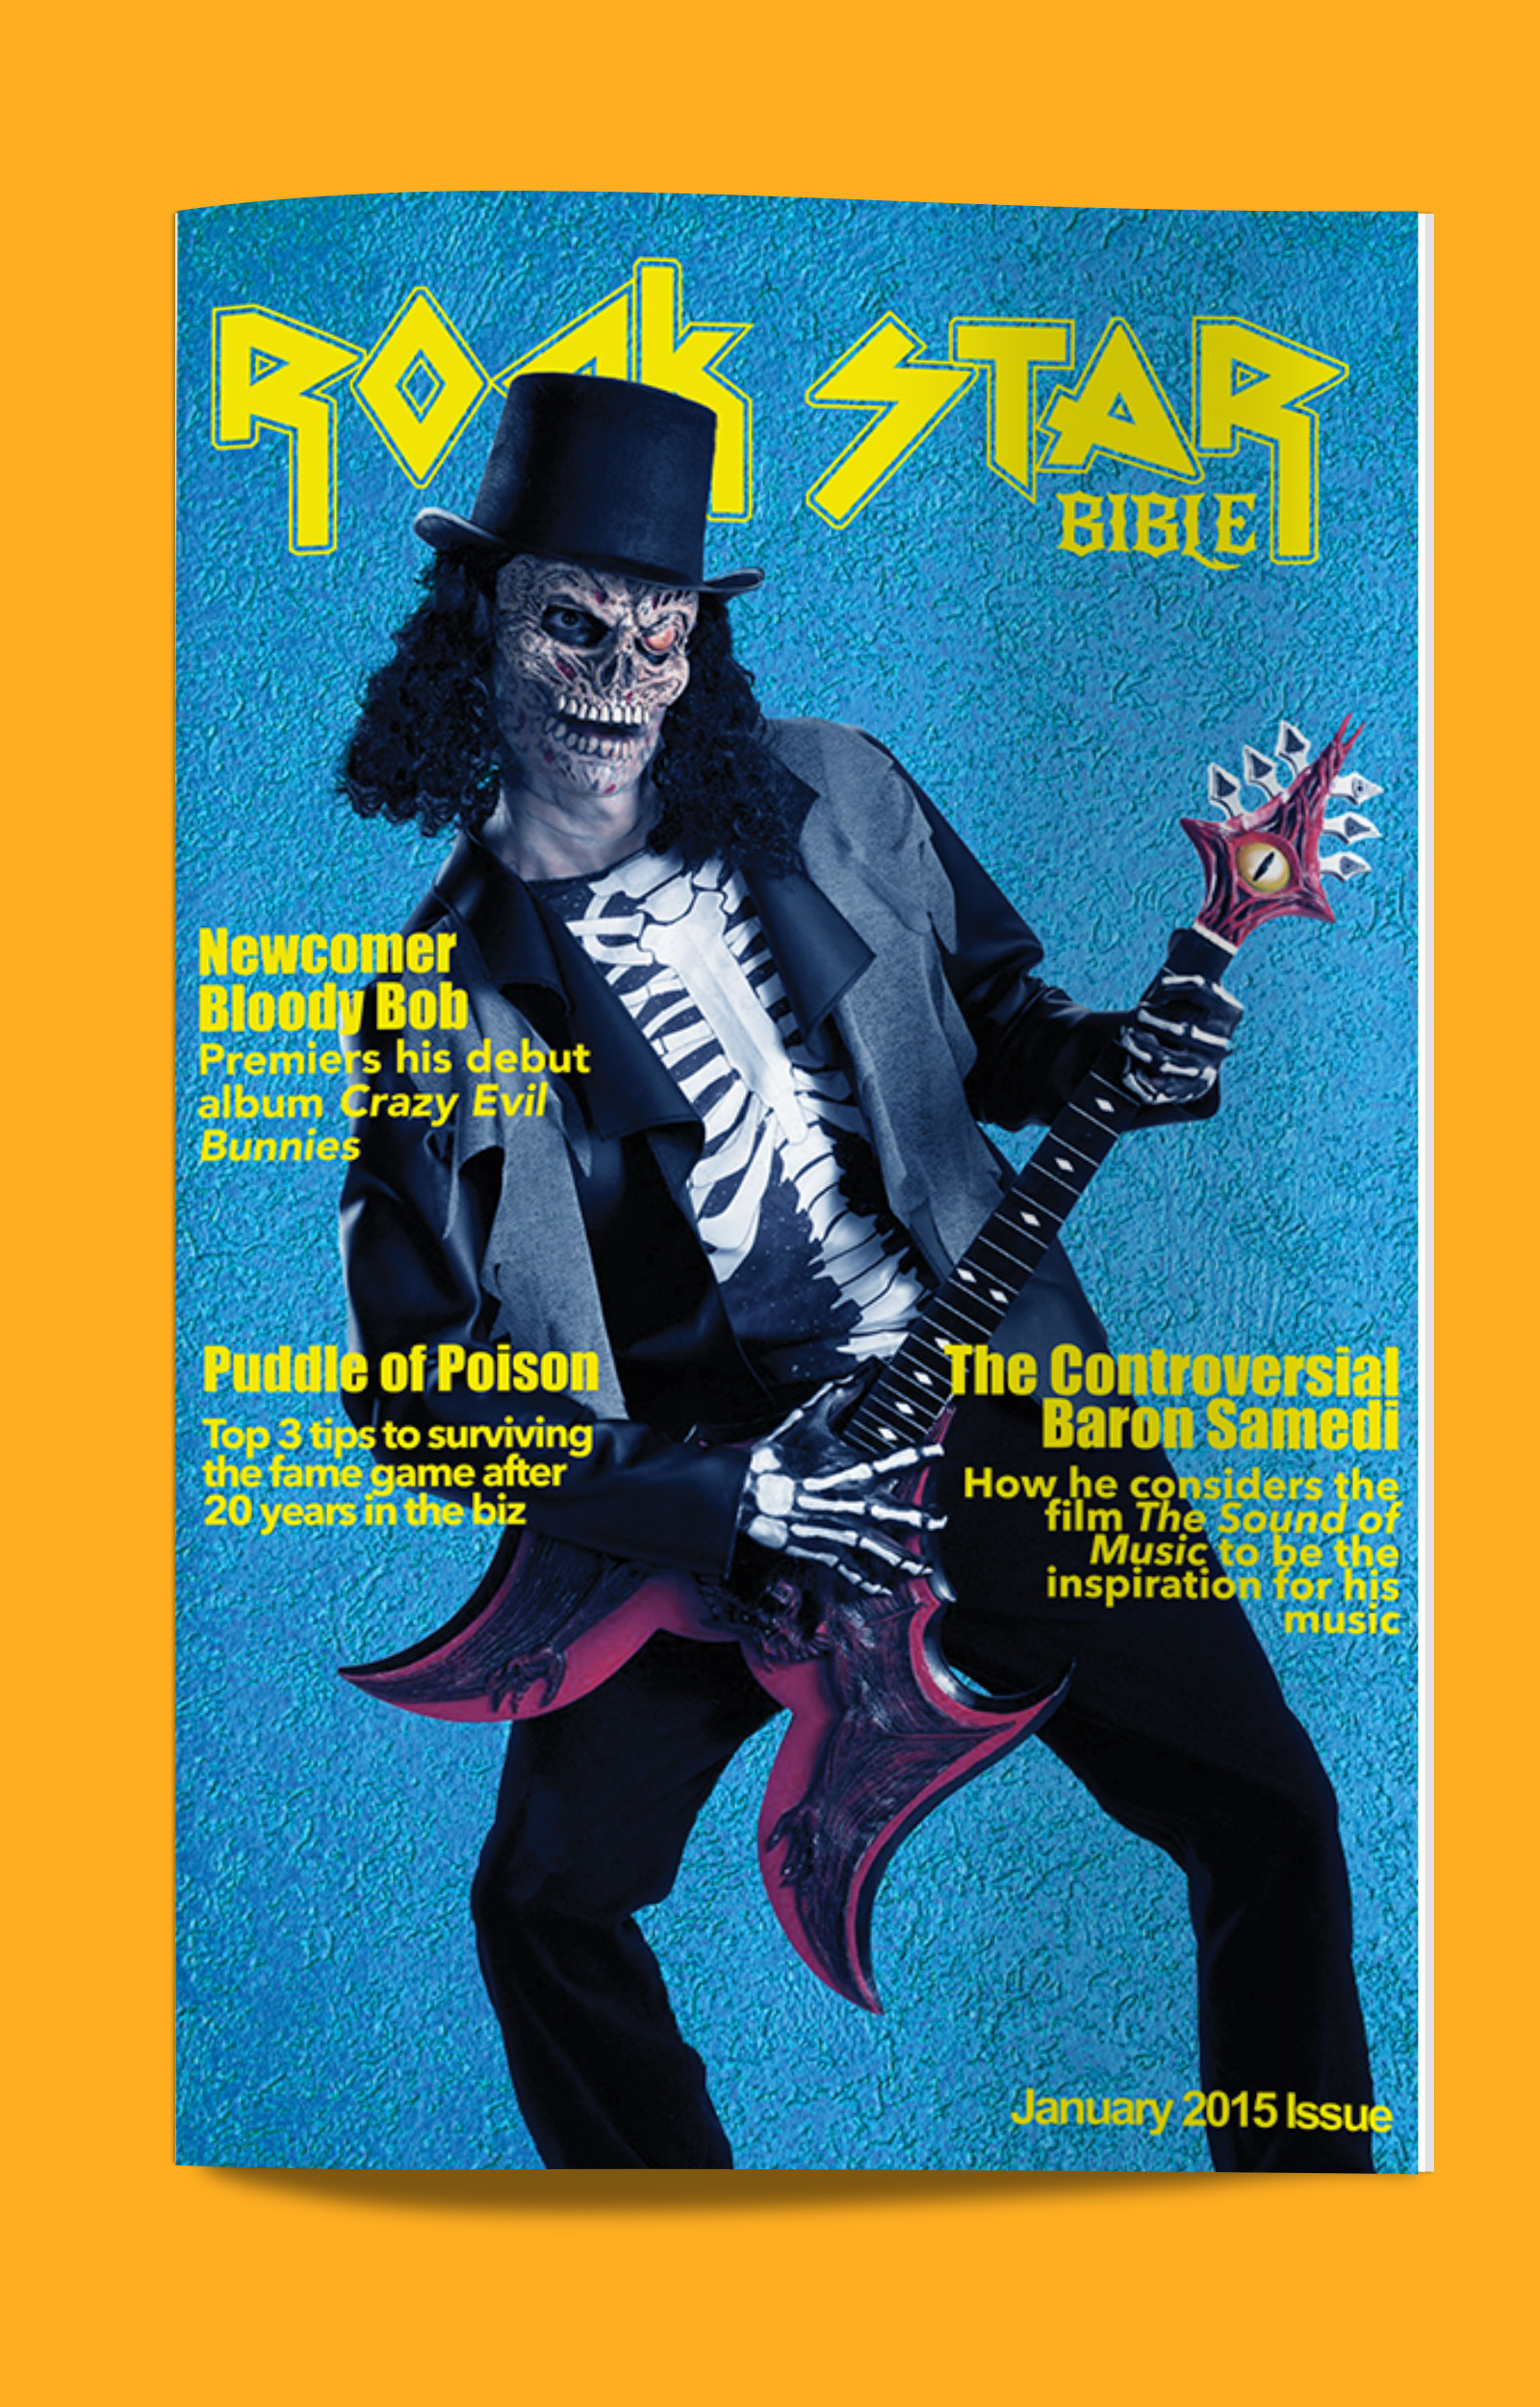 ROCK STAR
BIBLE
Newcomer
Bloody Bob
Premiers his debut
album Crazy Evil
Bunnies
Puddle of Poison
Top 3 tips to surviving
the fame game after
20 years in the biz
The Controversial
Baron Samedi
How he considers the
film The Sound of
Music to be the
inspiration for his
music
January 2015 Issue